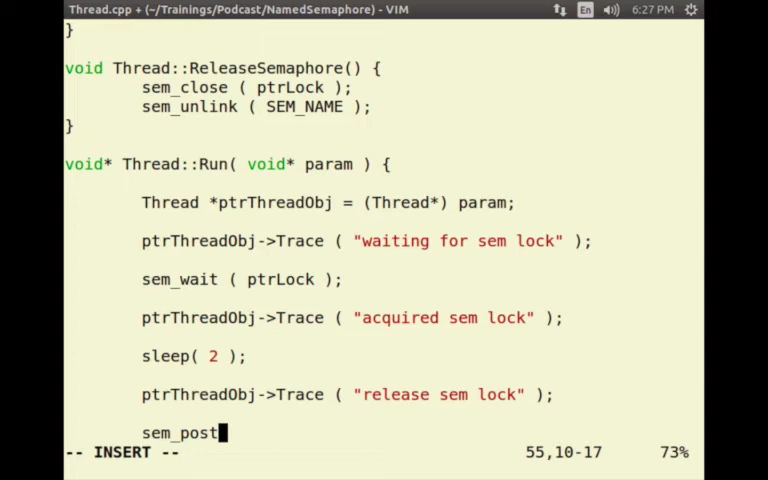 Thread.cpp + (~/Trainings/Podcast/NamedSemaphore) - VIM
En
6:27 PM
}
void Thread::ReleaseSemaphore() {
sem_close ( ptrLock );
sem_unlink ( SEM_NAME );
}
void* Thread::Run( void* param ) {
Thread *ptrThreadObj = (Thread*) param;
ptrThreadObj->Trace ( "waiting for sem lock" );
sem_wait ( ptrLock );
ptrThreadObj->Trace ( "acquired sem lock" );
sleep( 2 );
ptrThreadObj->Trace ( "release sem lock" );
sem_post
-- INSERT --
55,10-17
73%